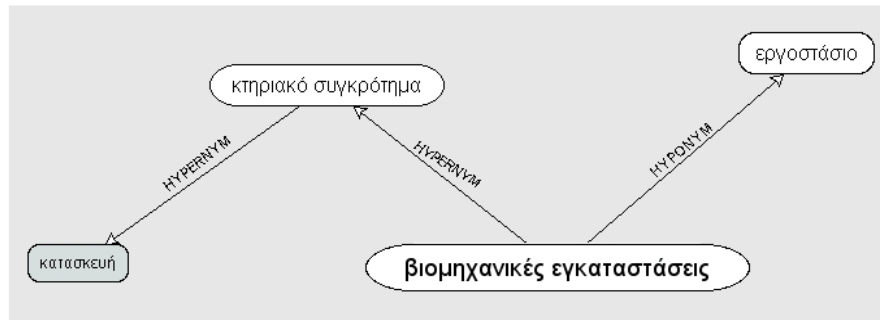 εργοστάσιο
κτηριακό συγκρότημα
HYPERNYM
HYPERNYM
HYPONYM
κατασκευή
βιομηχανικές εγκαταστάσεις